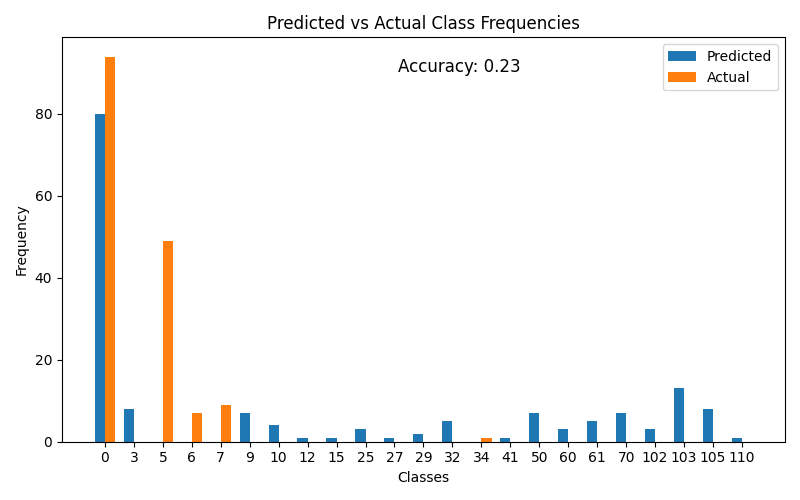 Predicted vs Actual Class Frequencies
Accuracy: 0.23
Predicted
Actual
Frequency
80
60
40
20
0
0 3 5 6 7 9 10 12 15 25 27 29 32 34 41 50 60 61 70 102 103 105 110
Classes